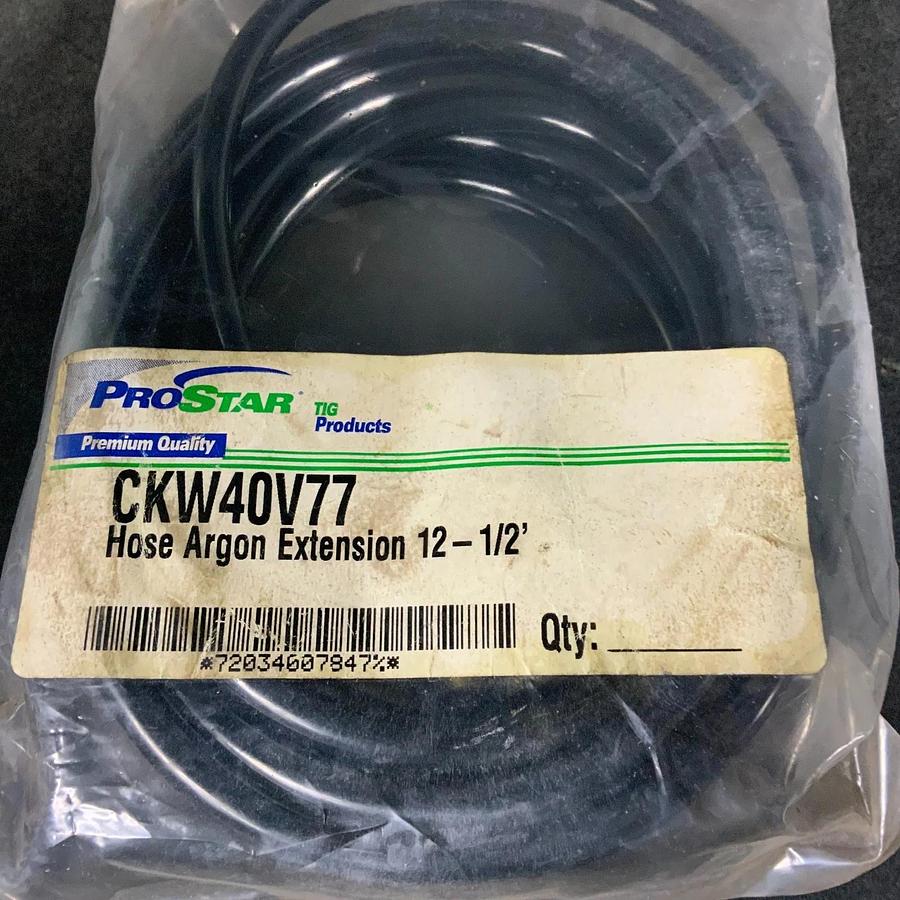 PROSTAR
TIG
Products
Premium Quality
CKW40V77
Hose Argon Extension 12-1/2'
Qty:
*72034607847%*